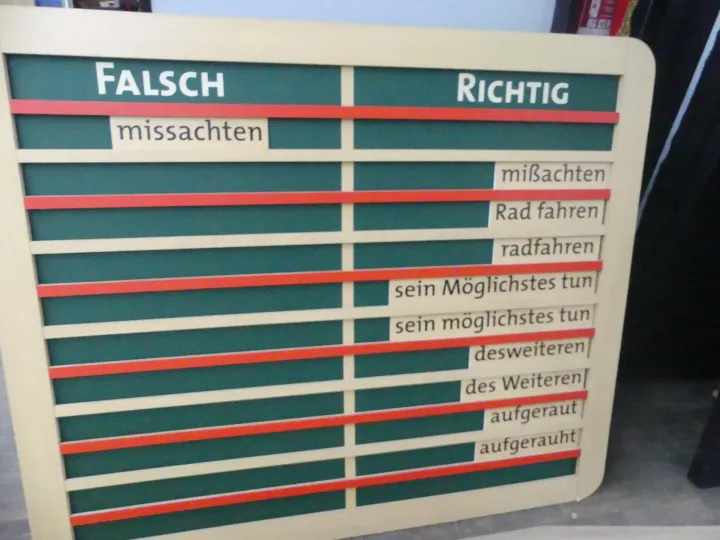 FALSCH
RICHTIG
missachten
mißachten
Rad fahren
radfahren
sein Möglichstes tun
sein möglichstes tun
desweiteren
des Weiteren
aufgeraut
aufgerauht